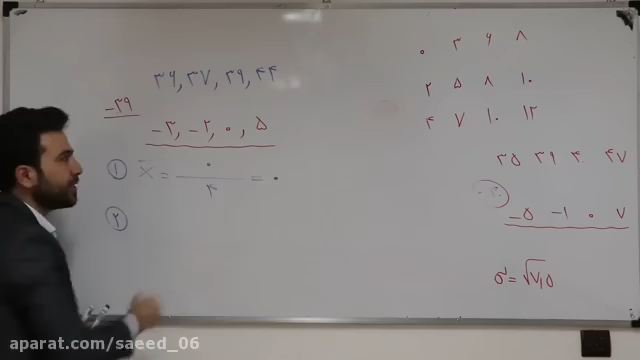 ۳۶, ۳۷, ۳۹, ۴۴
-۳۹
-۳, -۲, ۰, ۵
① x̄ = ۰/۴ = ۰
②
۰ ۳ ۶ ۸
۲ ۵ ۸ ۱۰
۴ ۷ ۱۰ ۱۲
۳۵ ۳۹ ۴۰ ۴۷
-۵ -۱ ۰ ۷
σ = √۷,۵
aparat.com/saeed_06